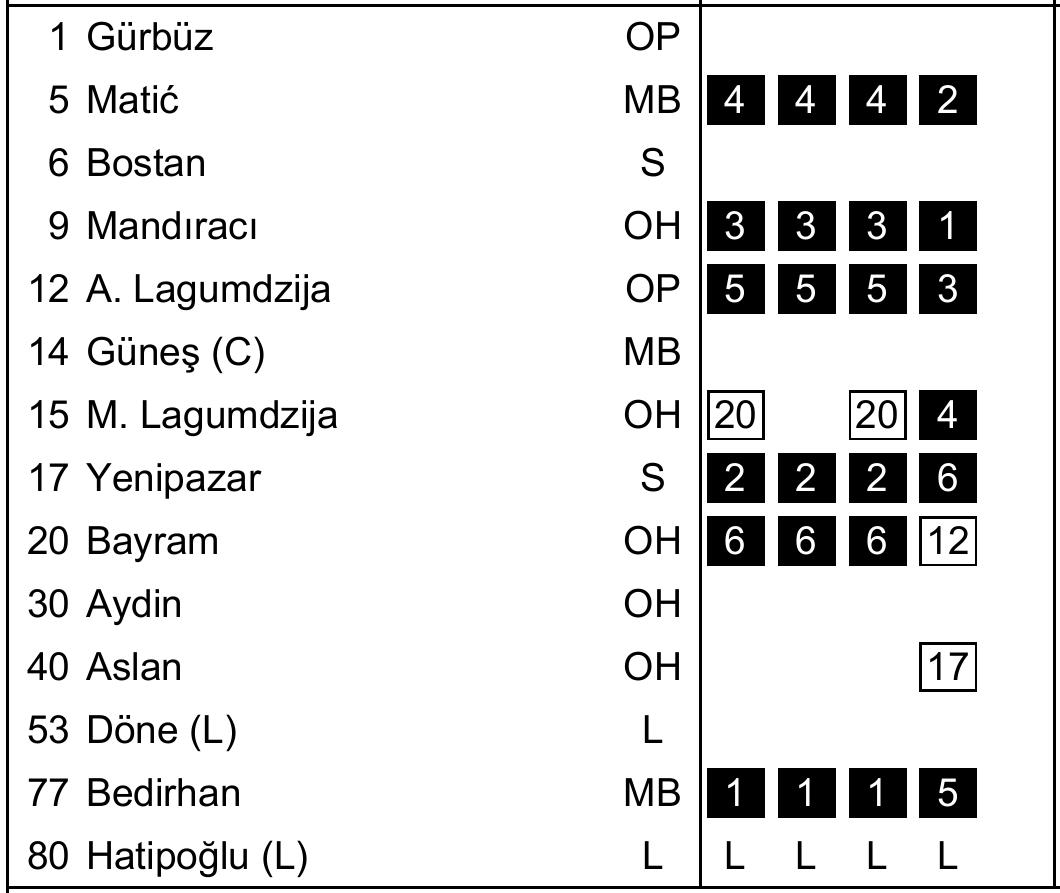 1 Gürbüz OP
5 Matić MB 4 4 4 2
6 Bostan S
9 Mandıracı OH 3 3 3 1
12 A. Lagumdzija OP 5 5 5 3
14 Güneş (C) MB
15 M. Lagumdzija OH 20 20 4
17 Yenipazar S 2 2 2 6
20 Bayram OH 6 6 6 12
30 Aydin OH
40 Aslan OH 17
53 Döne (L) L
77 Bedirhan MB 1 1 1 5
80 Hatipoğlu (L) L L L L L